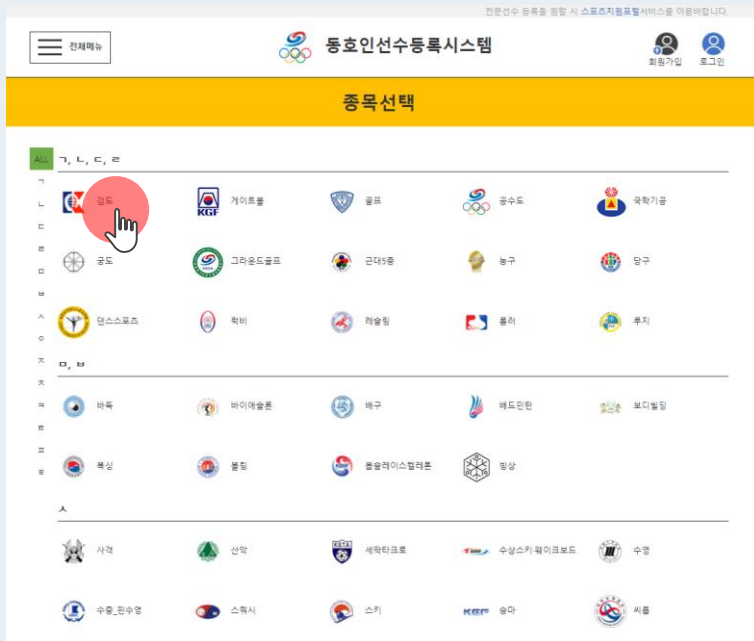 전문선수 등록을 원할 시 스포츠지원포털서비스를 이용바랍니다.
전체메뉴
동호인선수등록시스템
회원가입 로그인
종목선택
ALL
ㄱ
ㄴ
ㄷ
ㄹ
ㅁ
ㅂ
ㅅ
ㅇ
ㅈ
ㅊ
ㅋ
ㅌ
ㅍ
ㅎ
ㄱ, ㄴ, ㄷ, ㄹ
검도 KGF 게이트볼 골프 공수도 국학기공
궁도 그라운드골프 근대5종 농구 당구
댄스스포츠 럭비 레슬링 롤러 루지
ㅁ, ㅂ
바둑 바이애슬론 배구 배드민턴 보디빌딩
복싱 볼링 봅슬레이스켈레톤 빙상
ㅅ
사격 산악 세팍타크로 수상스키·웨이크보드 수영
수중_핀수영 스쿼시 스키 KEF 승마 씨름